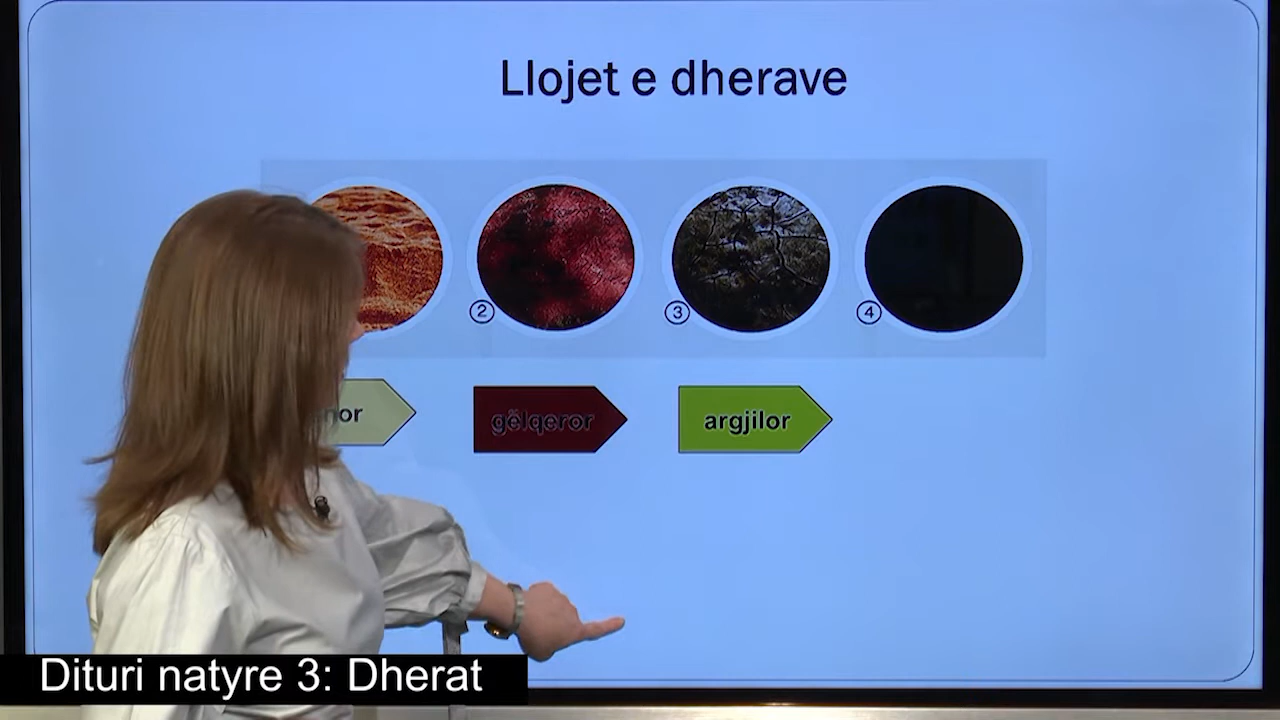 Llojet e dherave
2
3
4
gëlqeror
argjilor
Dituri natyre 3: Dherat